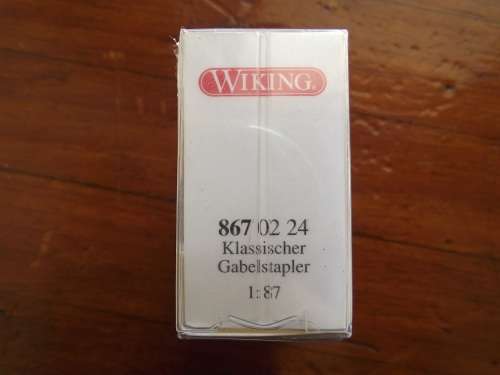 WIKING®
867 02 24
Klassischer
Gabelstapler
1:87